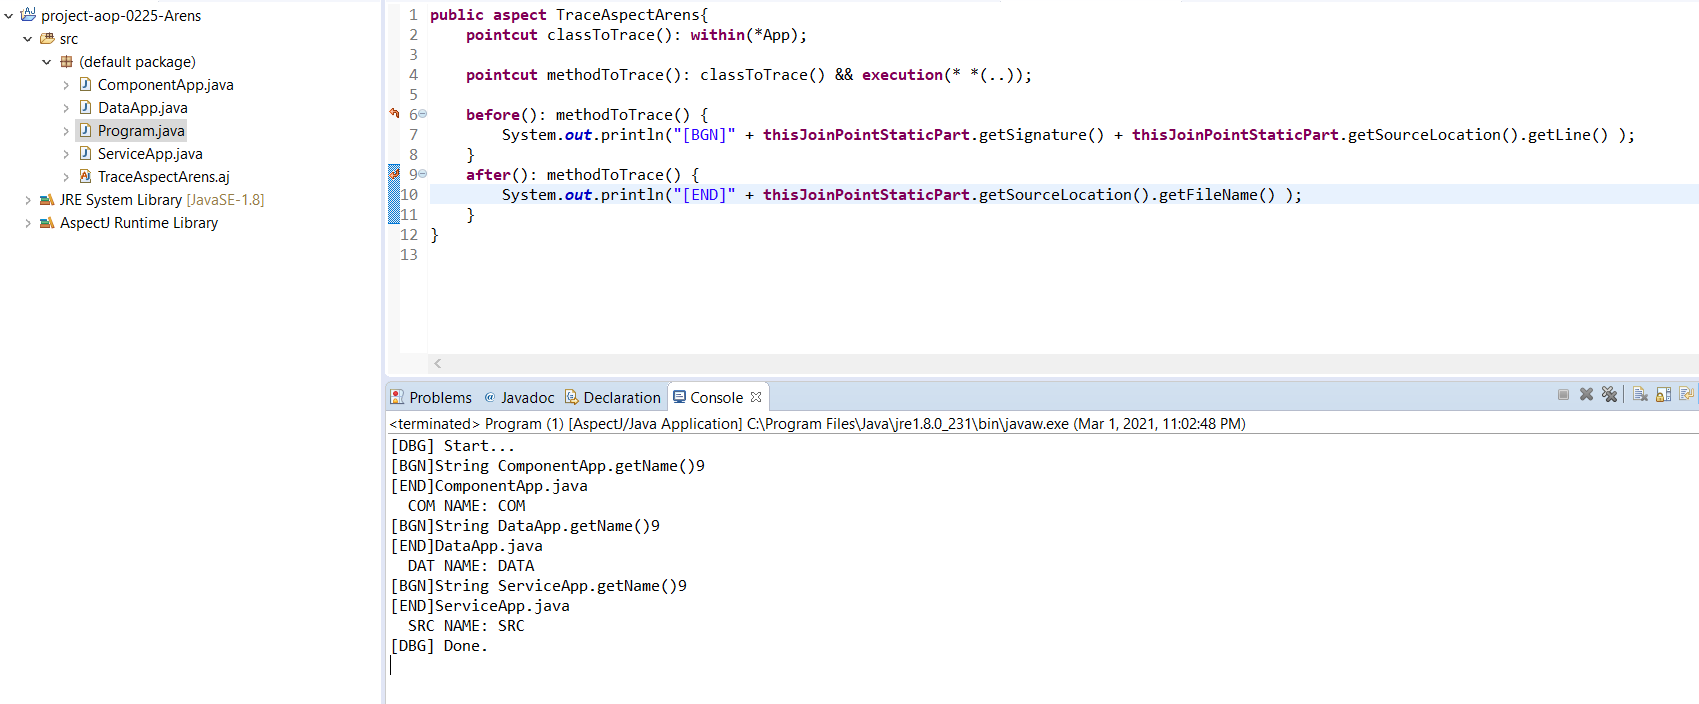 project-aop-0225-Arens
src
(default package)
ComponentApp.java
DataApp.java
Program.java
ServiceApp.java
TraceAspectArens.aj
JRE System Library [JavaSE-1.8]
AspectJ Runtime Library
1 public aspect TraceAspectArens{
2 pointcut classToTrace(): within(*App);
3
4 pointcut methodToTrace(): classToTrace() && execution(* *(..));
5
6 before(): methodToTrace() {
7 System.out.println("[BGN]" + thisJoinPointStaticPart.getSignature() + thisJoinPointStaticPart.getSourceLocation().getLine() );
8 }
9 after(): methodToTrace() {
10 System.out.println("[END]" + thisJoinPointStaticPart.getSourceLocation().getFileName() );
11 }
12 }
13
Problems @ Javadoc Declaration Console
<terminated> Program (1) [AspectJ/Java Application] C:\Program Files\Java\jre1.8.0_231\bin\javaw.exe (Mar 1, 2021, 11:02:48 PM)
[DBG] Start...
[BGN]String ComponentApp.getName()9
[END]ComponentApp.java
COM NAME: COM
[BGN]String DataApp.getName()9
[END]DataApp.java
DAT NAME: DATA
[BGN]String ServiceApp.getName()9
[END]ServiceApp.java
SRC NAME: SRC
[DBG] Done.